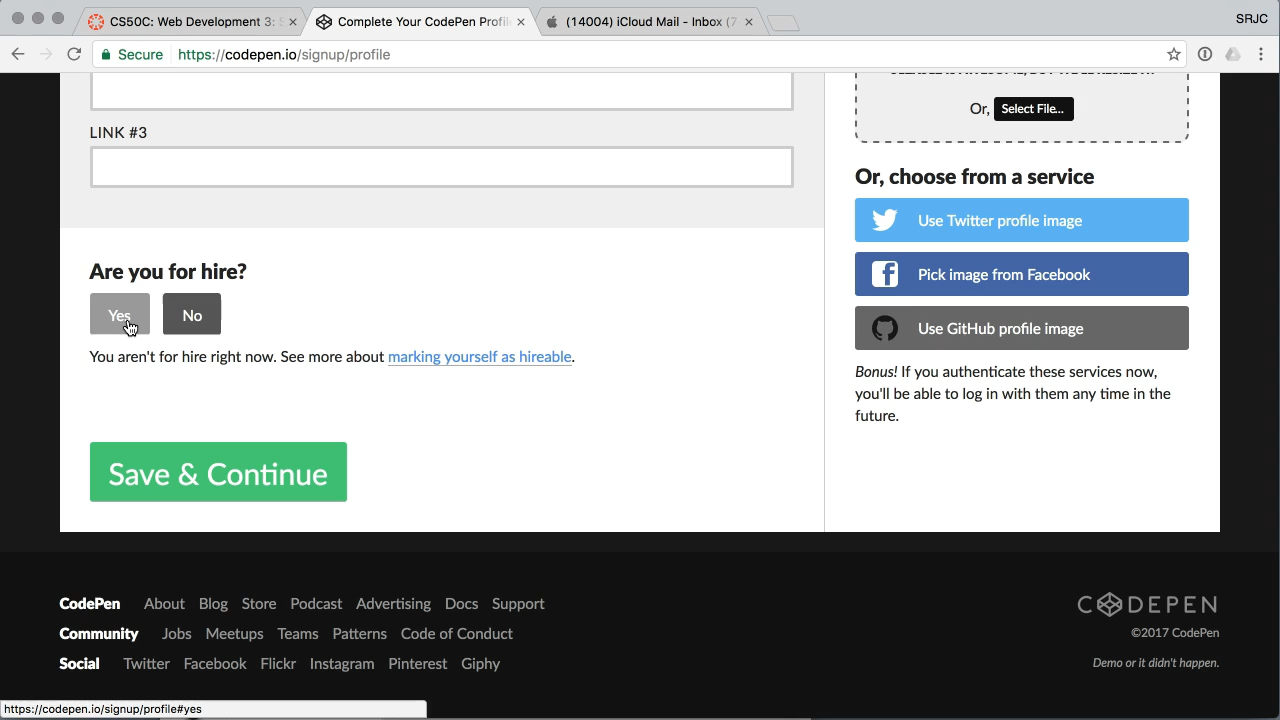 CS50C: Web Development 3: S
Complete Your CodePen Profil
(14004) iCloud Mail - Inbox (7
SRJC
Secure https://codepen.io/signup/profile
Or, Select File...
LINK #3
Or, choose from a service
Use Twitter profile image
Pick image from Facebook
Use GitHub profile image
Bonus! If you authenticate these services now,
you'll be able to log in with them any time in the
future.
Are you for hire?
Yes No
You aren't for hire right now. See more about marking yourself as hireable.
Save & Continue
CodePen About Blog Store Podcast Advertising Docs Support
Community Jobs Meetups Teams Patterns Code of Conduct
Social Twitter Facebook Flickr Instagram Pinterest Giphy
CODEPEN
©2017 CodePen
Demo or it didn't happen.
https://codepen.io/signup/profile#yes